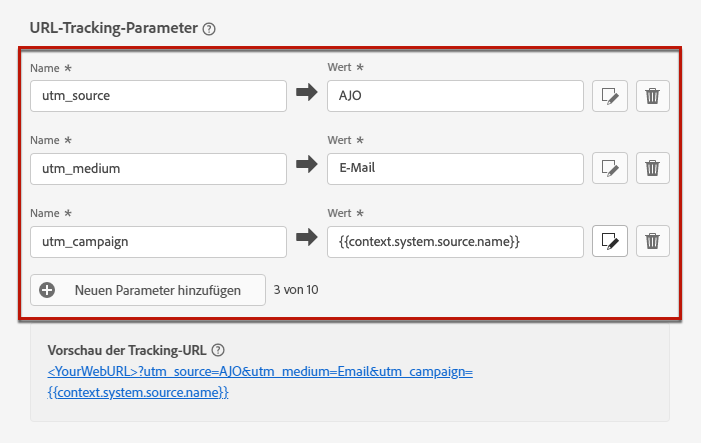 URL-Tracking-Parameter ?
Name * Wert *
utm_source AJO
Name * Wert *
utm_medium E-Mail
Name * Wert *
utm_campaign {{context.system.source.name}}
Neuen Parameter hinzufügen 3 von 10
Vorschau der Tracking-URL ?
<YourWebURL>?utm_source=AJO&utm_medium=Email&utm_campaign=
{{context.system.source.name}}